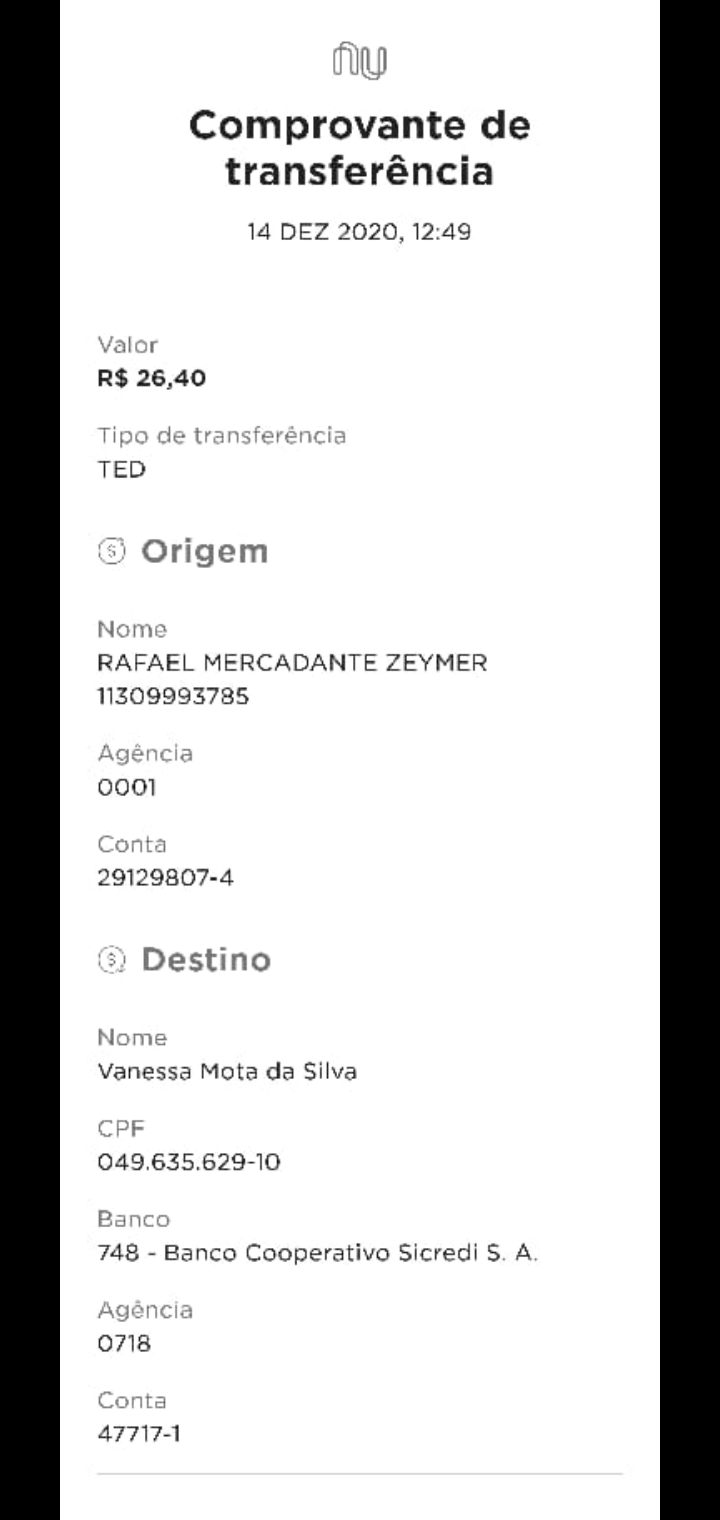 nu
Comprovante de
transferência
14 DEZ 2020, 12:49
Valor
R$ 26,40
Tipo de transferência
TED
Origem
Nome
RAFAEL MERCADANTE ZEYMER
11309993785
Agência
0001
Conta
29129807-4
Destino
Nome
Vanessa Mota da Silva
CPF
049.635.629-10
Banco
748 - Banco Cooperativo Sicredi S. A.
Agência
0718
Conta
47717-1